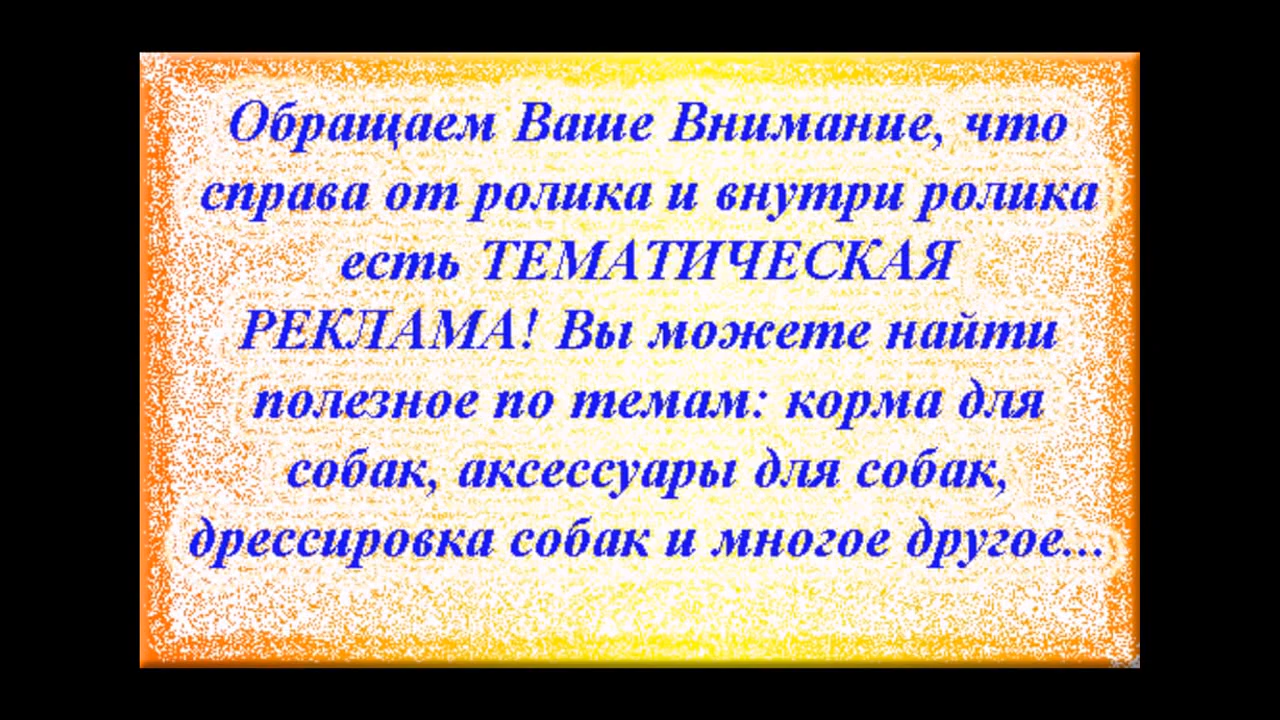 Обращаем Ваше Внимание, что
справа от ролика и внутри ролика
есть ТЕМАТИЧЕСКАЯ
РЕКЛАМА! Вы можете найти
полезное по темам: корма для
собак, аксессуары для собак,
дрессировка собак и многое другое...